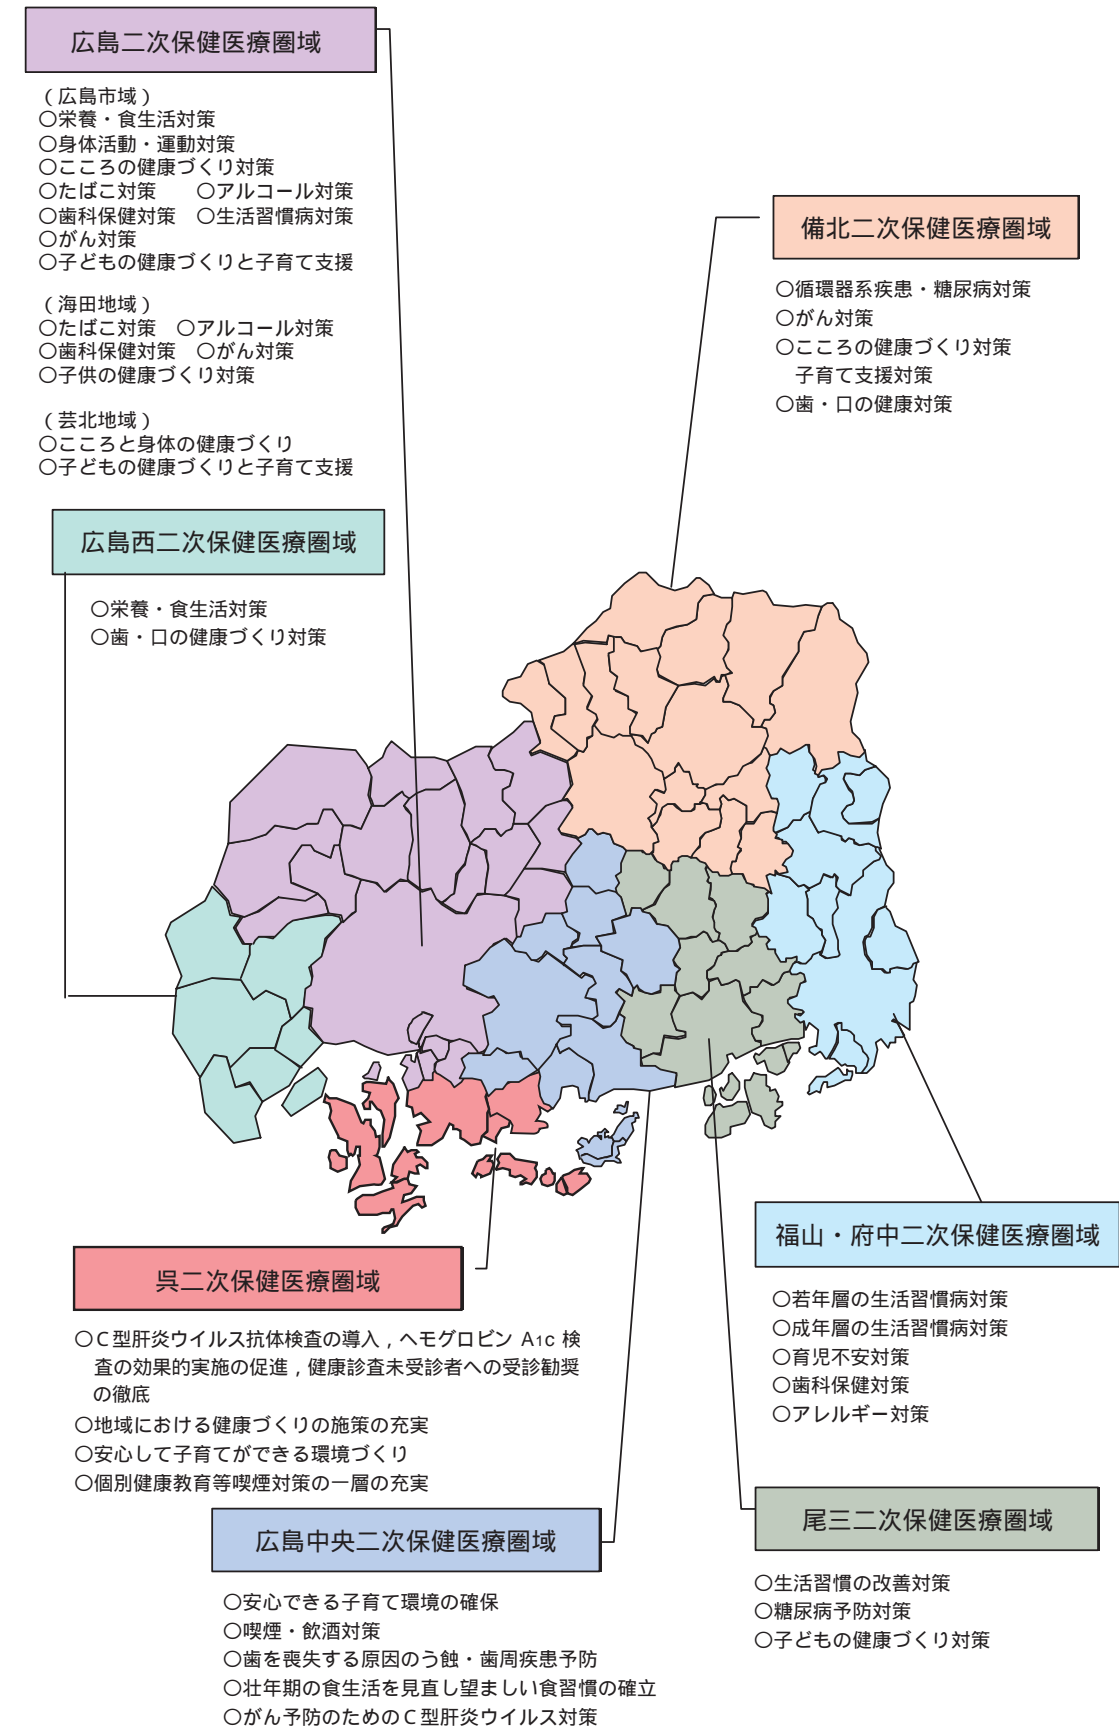 広島二次保健医療圏域
（広島市域）
○栄養・食生活対策
○身体活動・運動対策
○こころの健康づくり対策
○たばこ対策　○アルコール対策
○歯科保健対策　○生活習慣病対策
○がん対策
○子どもの健康づくりと子育て支援
（海田地域）
○たばこ対策　○アルコール対策
○歯科保健対策　○がん対策
○子供の健康づくり対策
（芸北地域）
○こころと身体の健康づくり
○子どもの健康づくりと子育て支援
備北二次保健医療圏域
○循環器系疾患・糖尿病対策
○がん対策
○こころの健康づくり対策
子育て支援対策
○歯・口の健康対策
広島西二次保健医療圏域
○栄養・食生活対策
○歯・口の健康づくり対策
呉二次保健医療圏域
○Ｃ型肝炎ウイルス抗体検査の導入，ヘモグロビン A1c 検
査の効果的実施の促進，健康診査未受診者への受診勧奨
の徹底
○地域における健康づくりの施策の充実
○安心して子育てができる環境づくり
○個別健康教育等喫煙対策の一層の充実
福山・府中二次保健医療圏域
○若年層の生活習慣病対策
○成年層の生活習慣病対策
○育児不安対策
○歯科保健対策
○アレルギー対策
広島中央二次保健医療圏域
○安心できる子育て環境の確保
○喫煙・飲酒対策
○歯を喪失する原因のう蝕・歯周疾患予防
○壮年期の食生活を見直し望ましい食習慣の確立
○がん予防のためのＣ型肝炎ウイルス対策
尾三二次保健医療圏域
○生活習慣の改善対策
○糖尿病予防対策
○子どもの健康づくり対策